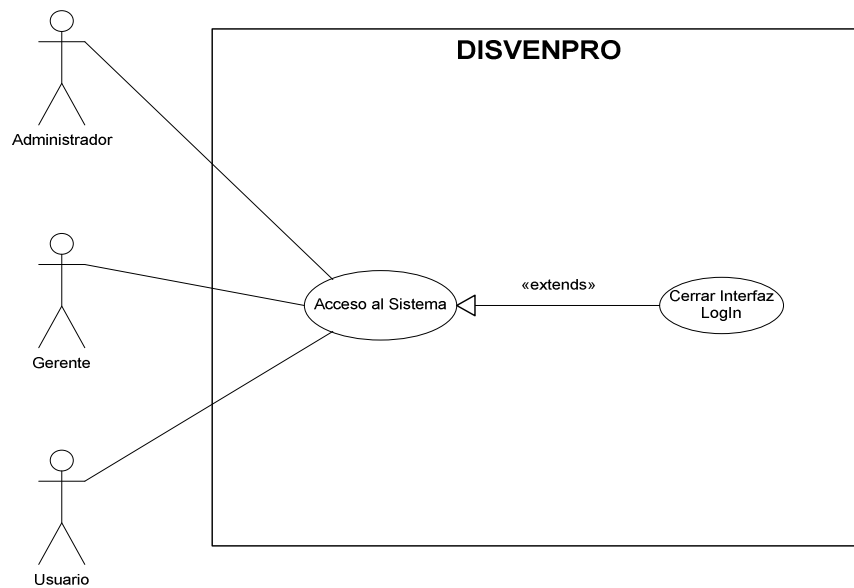 DISVENPRO
Administrador
Gerente
Usuario
Acceso al Sistema
«extends»
Cerrar Interfaz
LogIn